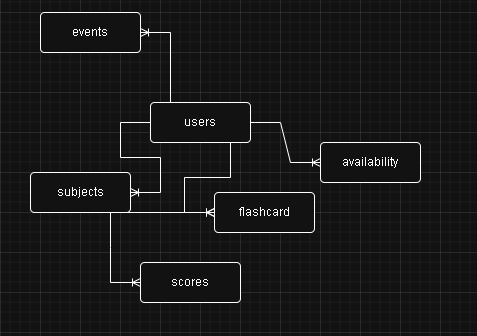 events
users
availability
subjects
flashcard
scores